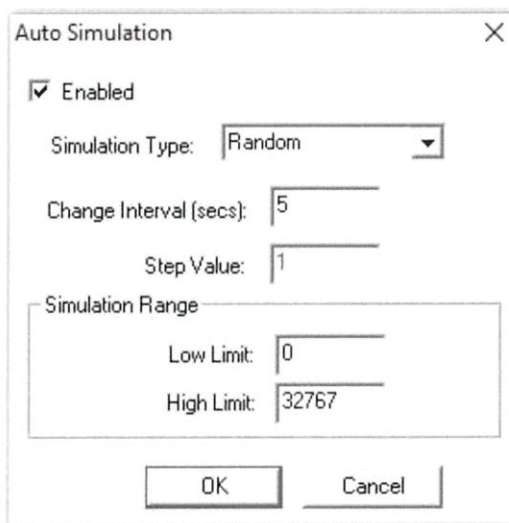 Auto Simulation
Enabled
Simulation Type: Random
Change Interval (secs): 5
Step Value: 1
Simulation Range
Low Limit: 0
High Limit: 32767
OK Cancel